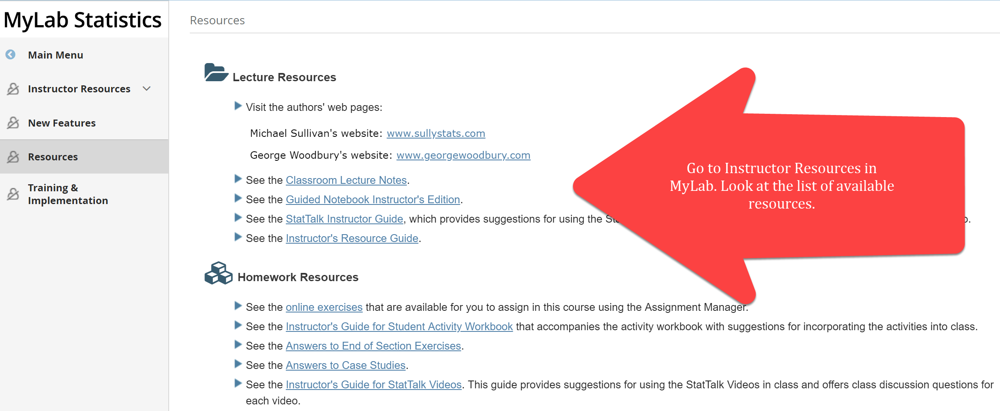 MyLab Statistics
Main Menu
Instructor Resources
New Features
Resources
Training &
Implementation
Resources
Lecture Resources
Visit the authors' web pages:
Michael Sullivan's website: www.sullystats.com
George Woodbury's website: www.georgewoodbury.com
See the Classroom Lecture Notes.
See the Guided Notebook Instructor's Edition.
See the StatTalk Instructor Guide, which provides suggestions for using the
See the Instructor's Resource Guide.
Go to Instructor Resources in
MyLab. Look at the list of available
resources.
Homework Resources
See the online exercises that are available for you to assign in this course using the Assignment Manager.
See the Instructor's Guide for Student Activity Workbook that accompanies the activity workbook with suggestions for incorporating the activities into class.
See the Answers to End of Section Exercises.
See the Answers to Case Studies.
See the Instructor's Guide for StatTalk Videos. This guide provides suggestions for using the StatTalk Videos in class and offers class discussion questions for
each video.